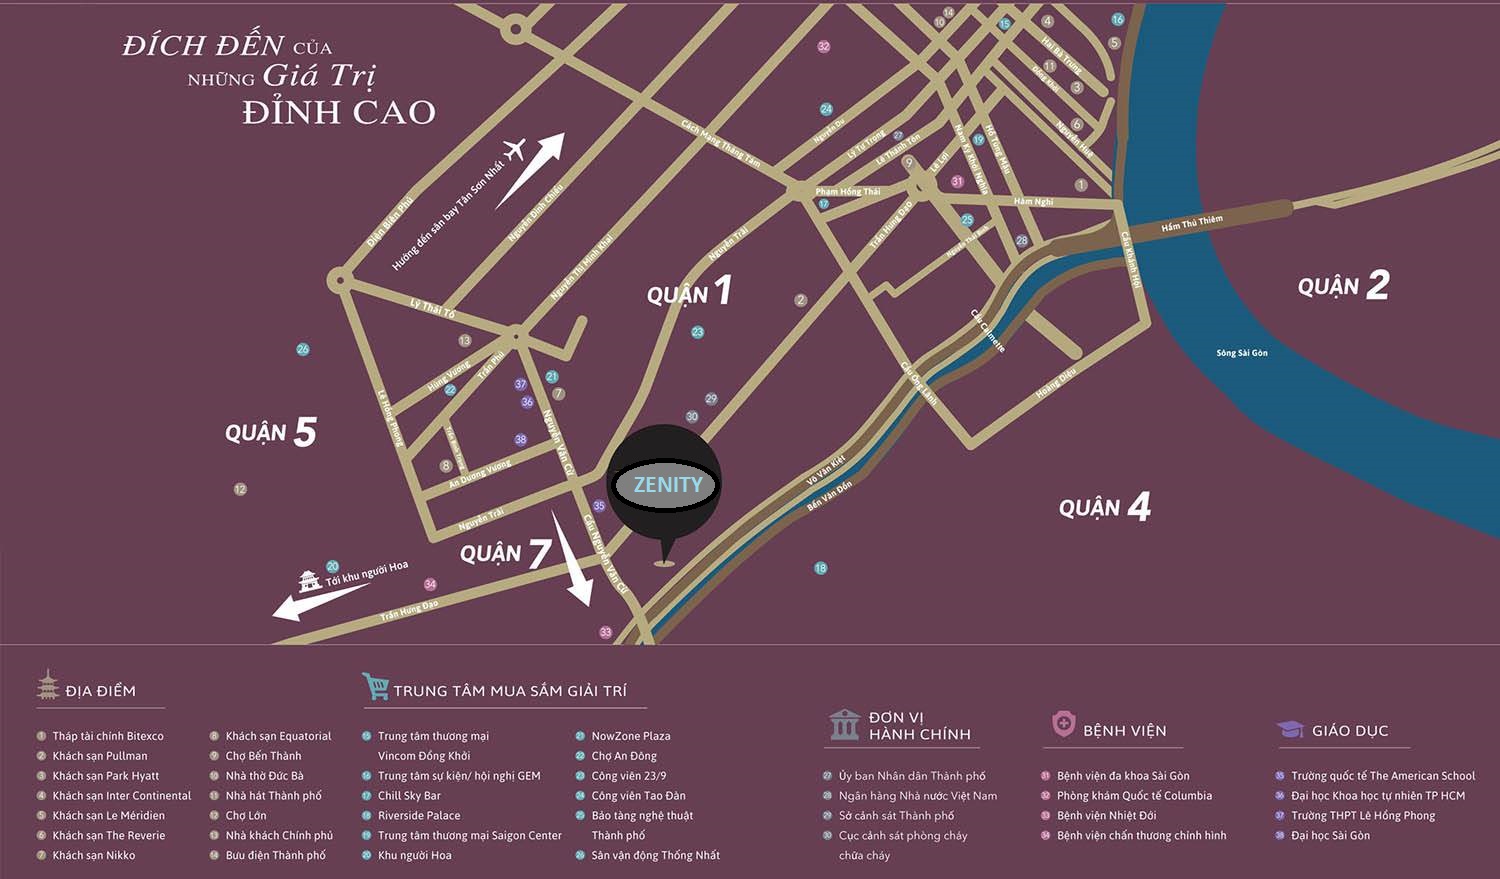 ĐÍCH ĐẾN CỦA
NHỮNG Giá Trị
ĐỈNH CAO
32
10
14
15
4
16
5
Hai Bà Trưng
11
Đồng Khởi
3
24
Nguyễn Du
Cách Mạng Tháng Tám
Lý Tự Trọng
27
Lê Thánh Tôn
Nam Kỳ Khởi Nghĩa
19
Hồ Tùng Mậu
6
Nguyễn Huệ
Hướng đến sân bay Tân Sơn Nhất
9
Lê Lợi
31
1
Phạm Hồng Thái
17
Hàm Nghi
Điện Biên Phủ
Nguyễn Đình Chiểu
Trần Hưng Đạo
25
Nguyễn Thái Bình
28
Hầm Thủ Thiêm
Nguyễn Trãi
Nguyễn Thị Minh Khai
Cầu Khánh Hội
QUẬN 1
QUẬN 2
Lý Thái Tổ
2
23
Cầu Calmette
26
13
Sông Sài Gòn
Hùng Vương
Trần Phú
22
37
21
36
7
Cầu Ông Lãnh
Hoàng Diệu
29
30
Lê Hồng Phong
Nguyễn Văn Cừ
QUẬN 5
38
8
An Dương Vương
12
ZENITY
Võ Văn Kiệt
Bến Vân Đồn
QUẬN 4
35
Nguyễn Trãi
Cầu Nguyễn Văn Cừ
QUẬN 7
20
Tới khu người Hoa
34
18
Trần Hưng Đạo
33
ĐỊA ĐIỂM
1 Tháp tài chính Bitexco
2 Khách sạn Pullman
3 Khách sạn Park Hyatt
4 Khách sạn Inter Continental
5 Khách sạn Le Méridien
6 Khách sạn The Reverie
7 Khách sạn Nikko
8 Khách sạn Equatorial
9 Chợ Bến Thành
10 Nhà thờ Đức Bà
11 Nhà hát Thành phố
12 Chợ Lớn
13 Nhà khách Chính phủ
14 Bưu điện Thành phố
TRUNG TÂM MUA SẮM GIẢI TRÍ
15 Trung tâm thương mại
Vincom Đồng Khởi
16 Trung tâm sự kiện/ hội nghị GEM
17 Chill Sky Bar
18 Riverside Palace
19 Trung tâm thương mại Saigon Center
20 Khu người Hoa
21 NowZone Plaza
22 Chợ An Đông
23 Công viên 23/9
24 Công viên Tao Đàn
25 Bảo tàng nghệ thuật
Thành phố
26 Sân vận động Thống Nhất
ĐƠN VỊ
HÀNH CHÍNH
27 Ủy ban Nhân dân Thành phố
28 Ngân hàng Nhà nước Việt Nam
29 Sở cảnh sát Thành phố
30 Cục cảnh sát phòng cháy
chữa cháy
BỆNH VIỆN
31 Bệnh viện đa khoa Sài Gòn
32 Phòng khám Quốc tế Columbia
33 Bệnh viện Nhiệt Đới
34 Bệnh viện chấn thương chỉnh hình
GIÁO DỤC
35 Trường quốc tế The American School
36 Đại học Khoa học tự nhiên TP HCM
37 Trường THPT Lê Hồng Phong
38 Đại học Sài Gòn